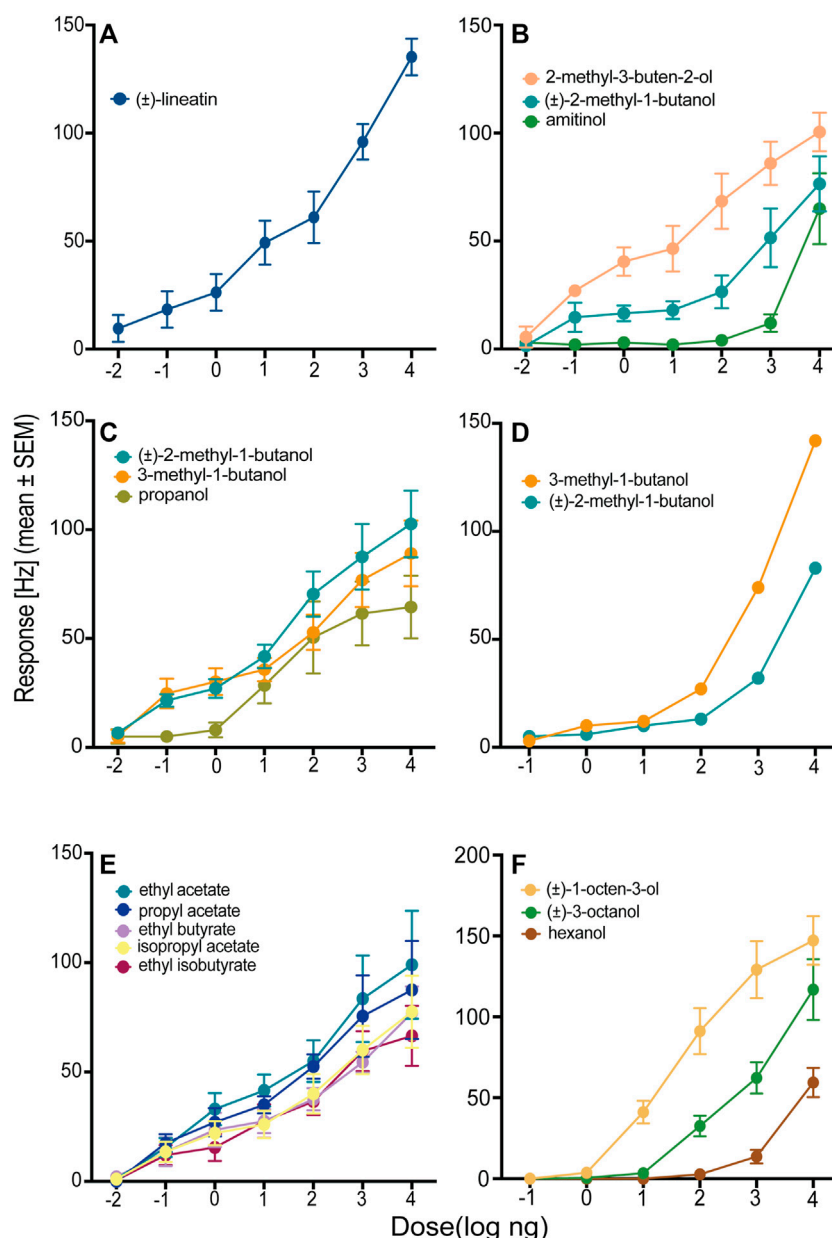 A
150
100
50
0
(±)-lineatin
-2 -1 0 1 2 3 4
B
150
100
50
0
2-methyl-3-buten-2-ol
(±)-2-methyl-1-butanol
amitinol
-2 -1 0 1 2 3 4
Response [Hz] (mean ± SEM)
C
150
100
50
0
(±)-2-methyl-1-butanol
3-methyl-1-butanol
propanol
-2 -1 0 1 2 3 4
D
150
100
50
0
3-methyl-1-butanol
(±)-2-methyl-1-butanol
-1 0 1 2 3 4
E
150
100
50
0
ethyl acetate
propyl acetate
ethyl butyrate
isopropyl acetate
ethyl isobutyrate
-2 -1 0 1 2 3 4
F
200
150
100
50
0
(±)-1-octen-3-ol
(±)-3-octanol
hexanol
-1 0 1 2 3 4
Dose(log ng)